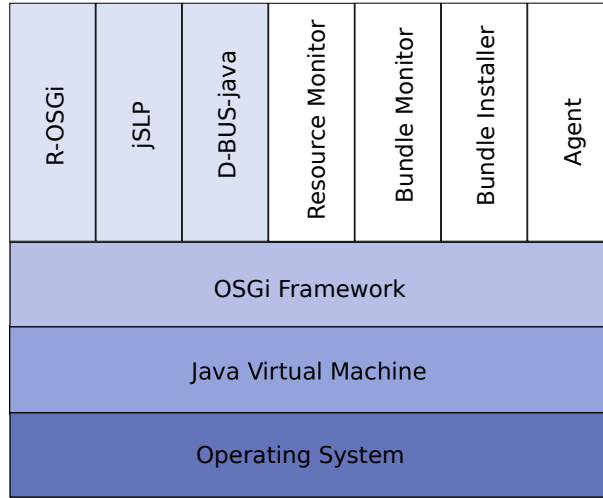 R-OSGi
jSLP
D-BUS-java
Resource Monitor
Bundle Monitor
Bundle Installer
Agent
OSGi Framework
Java Virtual Machine
Operating System